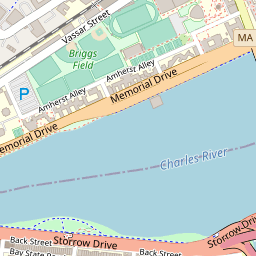 Vassar Street
MA
Briggs
Field
Amherst Alley
Memorial Drive
P
Amherst Alley
Memorial Drive
Charles River
Storrow Drive
Storrow Drive
Back Street
Back Street
Bay State